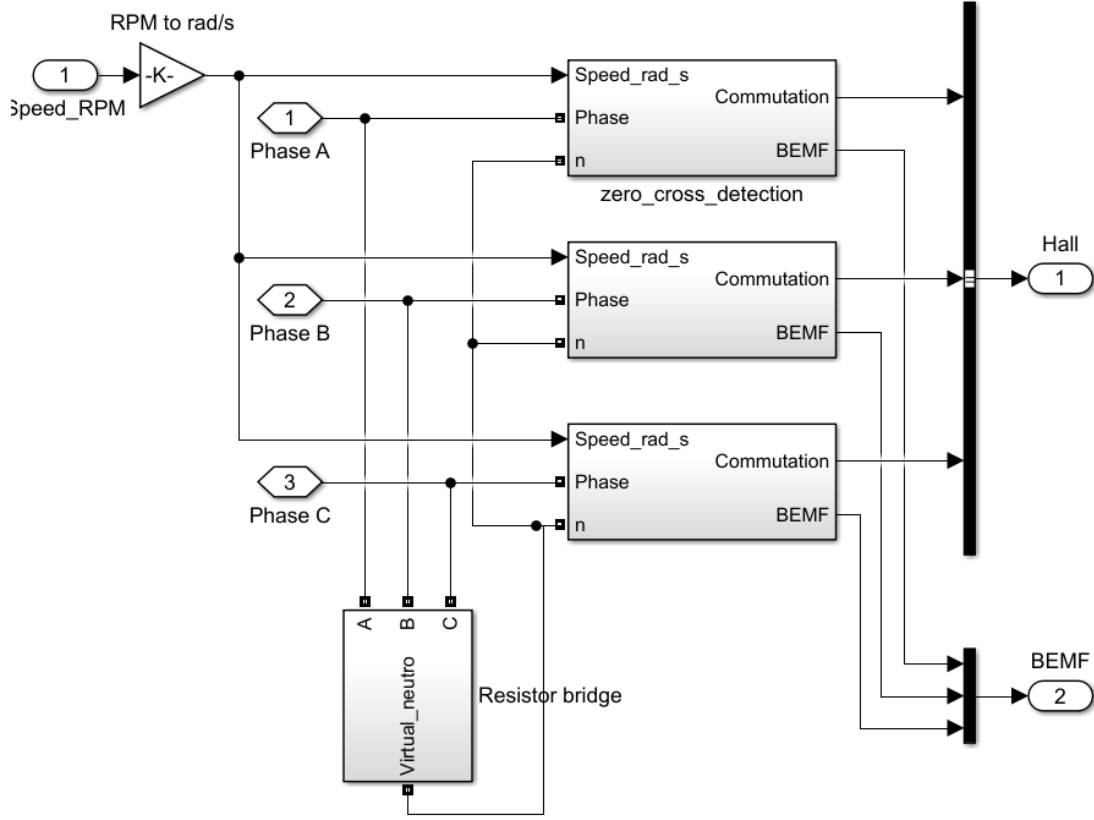 RPM to rad/s
1
-K-
Speed_RPM
1
Phase A
Speed_rad_s
Phase
n
Commutation
BEMF
zero_cross_detection
2
Phase B
Speed_rad_s
Phase
n
Commutation
BEMF
Hall
1
3
Phase C
Speed_rad_s
Phase
n
Commutation
BEMF
A
B
C
Virtual_neutro
Resistor bridge
BEMF
2